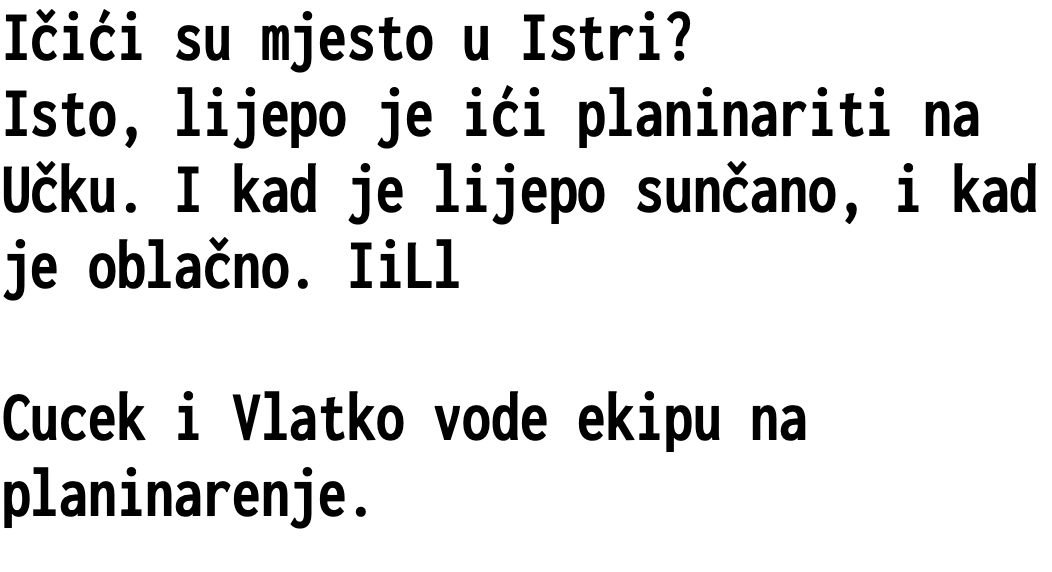 Ičići su mjesto u Istri?
Isto, lijepo je ići planinariti na
Učku. I kad je lijepo sunčano, i kad
je oblačno. IiLl
Cucek i Vlatko vode ekipu na
planinarenje.